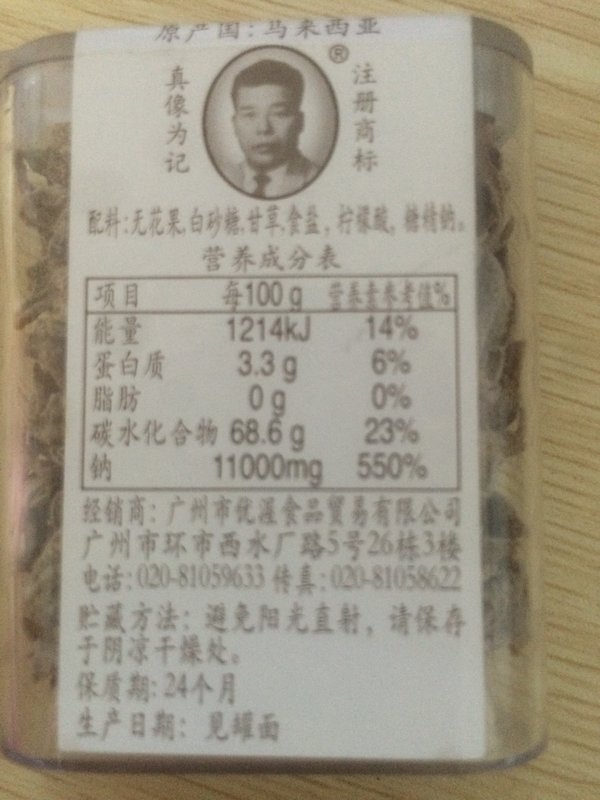 原产国:马来西亚
真像为记
®
注册商标
配料:无花果,白砂糖,甘草,食盐,柠檬酸,糖精钠。
营养成分表
项目 每100g 营养素参考值%
能量 1214kJ 14%
蛋白质 3.3g 6%
脂肪 0g 0%
碳水化合物 68.6g 23%
钠 11000mg 550%
经销商:广州市优渥食品贸易有限公司
广州市环市西水厂路5号26栋3楼
电话:020-81059633 传真:020-81058622
贮藏方法:避免阳光直射,请保存
于阴凉干燥处。
保质期:24个月
生产日期:见罐面